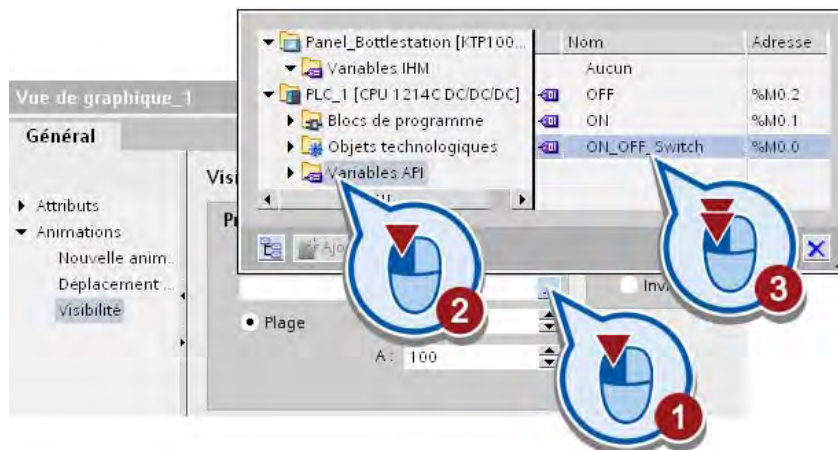 Panel_Bottlestation [KTP100...
Variables IHM
PLC_1 [CPU 1214C DC/DC/DC]
Blocs de programme
Objets technologiques
Variables API
Nom Adresse
Aucun
OFF %M0.2
ON %M0.1
ON_OFF_Switch %M0.0
Vue de graphique_1
Général
Attributs
Animations
Nouvelle anim..
Déplacement ...
Visibilité
Plage
A : 100
1
2
3